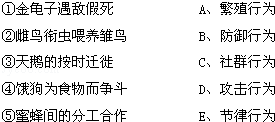 ①金龟子遇敌假死 A、繁殖行为
②雌鸟衔虫喂养雏鸟 B、防御行为
③天鹅的按时迁徙 C、社群行为
④饿狗为食物而争斗 D、攻击行为
⑤蜜蜂间的分工合作 E、节律行为